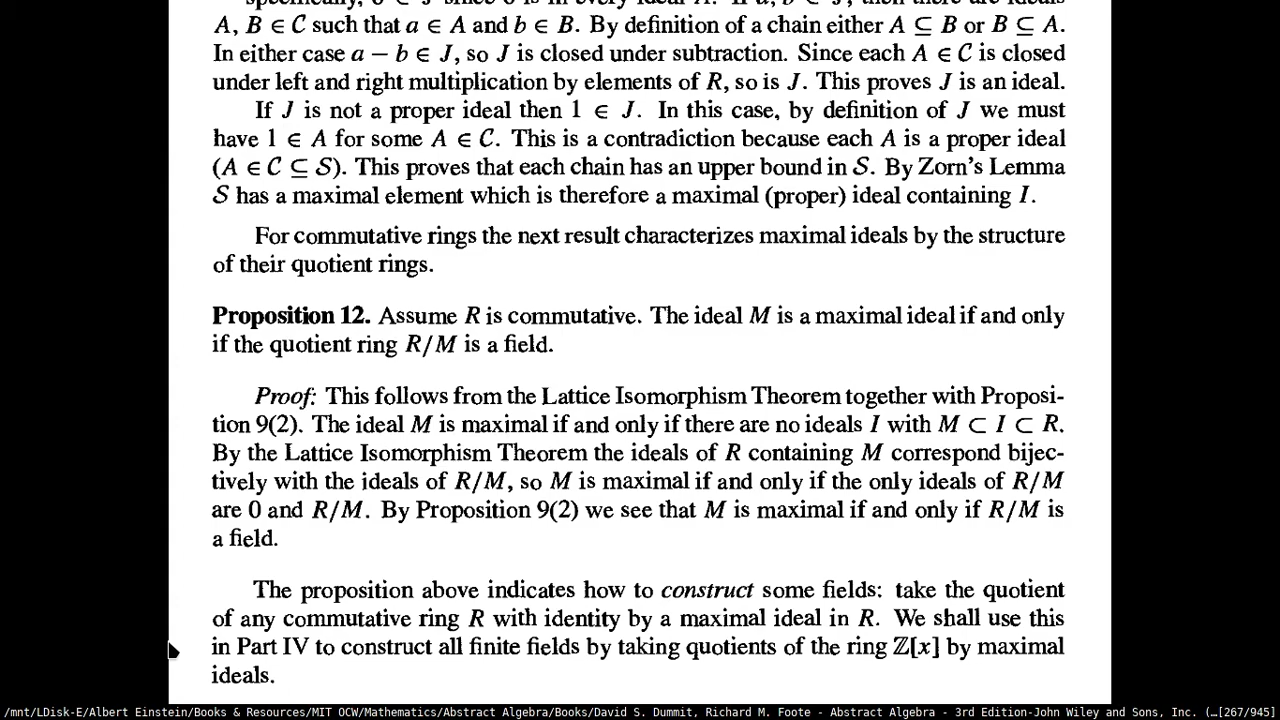 specifically, 0 ∈ J since 0 is in every ideal A. If a, b ∈ J, then there are ideals
A, B ∈ C such that a ∈ A and b ∈ B. By definition of a chain either A ⊆ B or B ⊆ A.
In either case a − b ∈ J, so J is closed under subtraction. Since each A ∈ C is closed
under left and right multiplication by elements of R, so is J. This proves J is an ideal.
If J is not a proper ideal then 1 ∈ J. In this case, by definition of J we must
have 1 ∈ A for some A ∈ C. This is a contradiction because each A is a proper ideal
(A ∈ C ⊆ S). This proves that each chain has an upper bound in S. By Zorn's Lemma
S has a maximal element which is therefore a maximal (proper) ideal containing I.
For commutative rings the next result characterizes maximal ideals by the structure
of their quotient rings.
Proposition 12. Assume R is commutative. The ideal M is a maximal ideal if and only
if the quotient ring R/M is a field.
Proof: This follows from the Lattice Isomorphism Theorem together with Proposi-
tion 9(2). The ideal M is maximal if and only if there are no ideals I with M ⊂ I ⊂ R.
By the Lattice Isomorphism Theorem the ideals of R containing M correspond bijec-
tively with the ideals of R/M, so M is maximal if and only if the only ideals of R/M
are 0 and R/M. By Proposition 9(2) we see that M is maximal if and only if R/M is
a field.
The proposition above indicates how to construct some fields: take the quotient
of any commutative ring R with identity by a maximal ideal in R. We shall use this
in Part IV to construct all finite fields by taking quotients of the ring ℤ[x] by maximal
ideals.
/mnt/LDisk-E/Albert Einstein/Books & Resources/MIT OCW/Mathematics/Abstract Algebra/Books/David S. Dummit, Richard M. Foote - Abstract Algebra - 3rd Edition-John Wiley and Sons, Inc. (…[267/945]